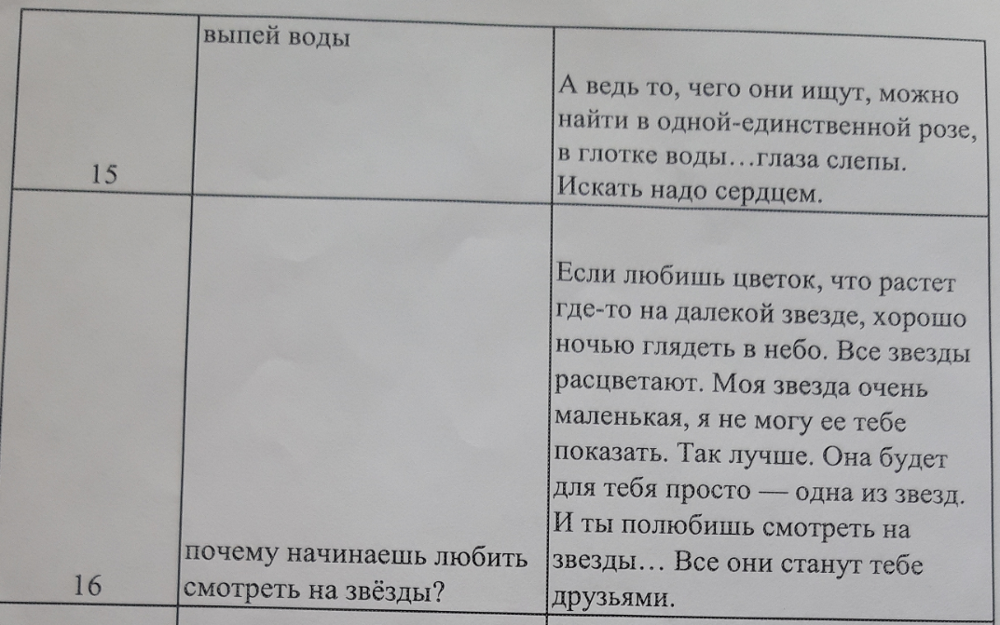 выпей воды
А ведь то, чего они ищут, можно
найти в одной-единственной розе,
в глотке воды...глаза слепы.
Искать надо сердцем.
15
Если любишь цветок, что растет
где-то на далекой звезде, хорошо
ночью глядеть в небо. Все звезды
расцветают. Моя звезда очень
маленькая, я не могу ее тебе
показать. Так лучше. Она будет
для тебя просто — одна из звезд.
И ты полюбишь смотреть на
звезды... Все они станут тебе
друзьями.
почему начинаешь любить
смотреть на звёзды?
16